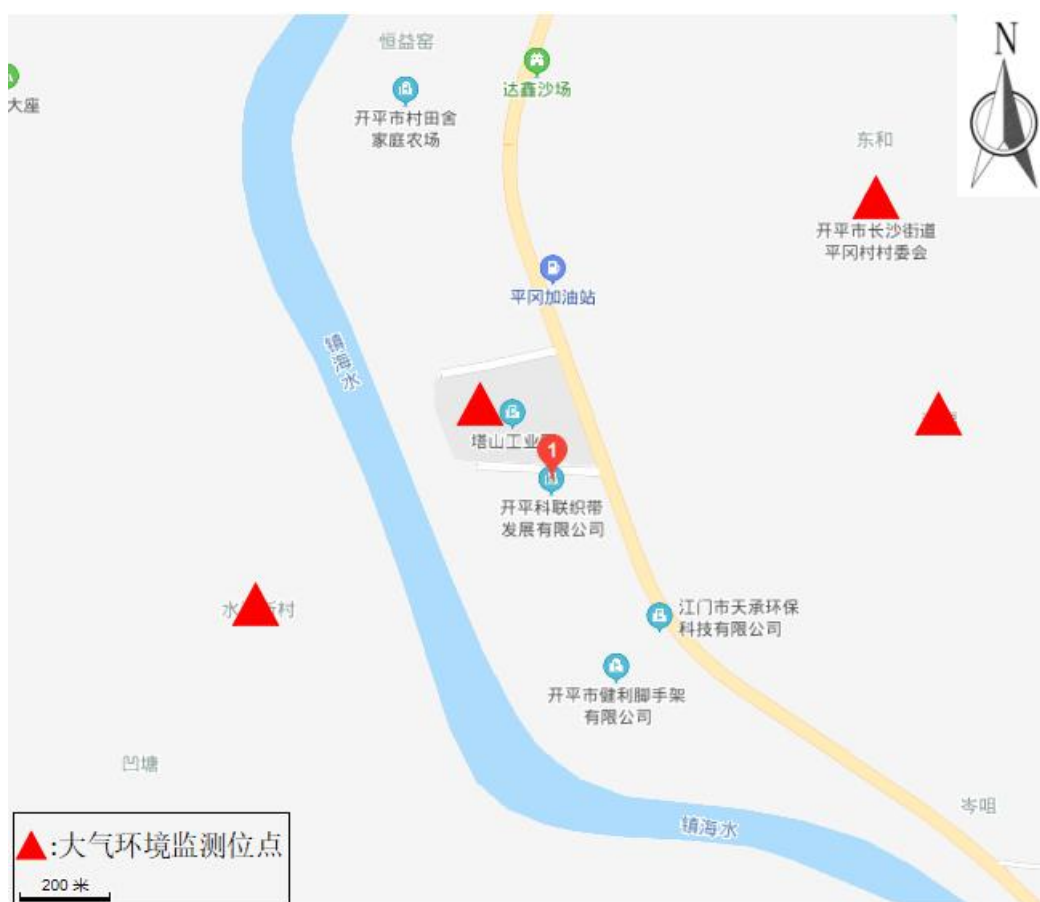 恒益窑
N
达鑫沙场
大座
开平市村田舍
家庭农场
东和
开平市长沙街道
平冈村村委会
平冈加油站
镇海水
塔山工业
1
开平科联织带
发展有限公司
水
村
江门市天承环保
科技有限公司
开平市健利脚手架
有限公司
凹塘
岑咀
镇海水
:大气环境监测位点
200 米